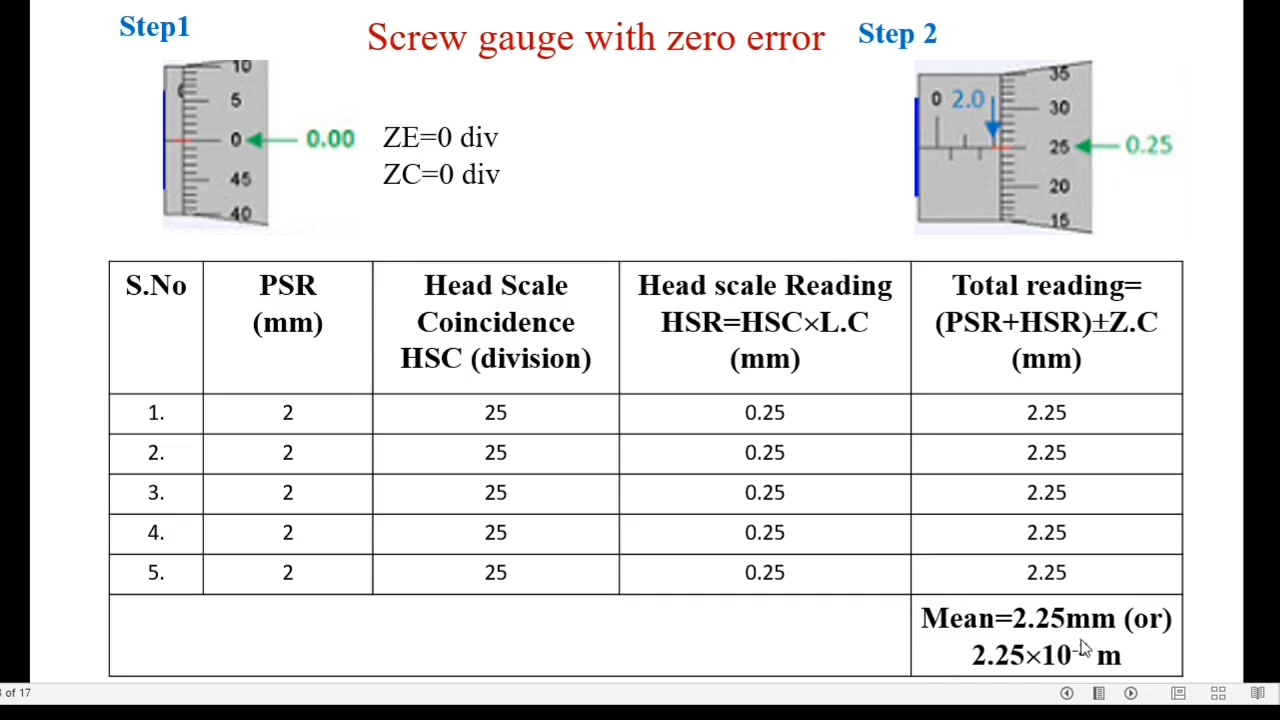 Step1
Screw gauge with zero error
Step 2
10
5
0
45
40
0.00
ZE=0 div
ZC=0 div
0 2.0
35
30
25
20
15
0.25
S.No
PSR
(mm)
Head Scale
Coincidence
HSC (division)
Head scale Reading
HSR=HSC×L.C
(mm)
Total reading=
(PSR+HSR)±Z.C
(mm)
1. 2 25 0.25 2.25
2. 2 25 0.25 2.25
3. 2 25 0.25 2.25
4. 2 25 0.25 2.25
5. 2 25 0.25 2.25
Mean=2.25mm (or)
2.25×10⁻ m
of 17